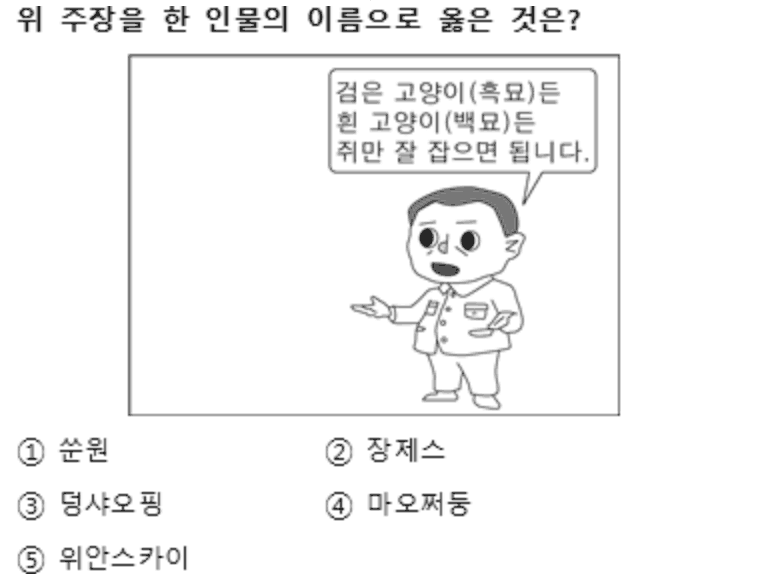 위 주장을 한 인물의 이름으로 옳은 것은?
검은 고양이(흑묘)든
흰 고양이(백묘)든
쥐만 잘 잡으면 됩니다.
① 쑨원
② 장제스
③ 덩샤오핑
④ 마오쩌둥
⑤ 위안스카이